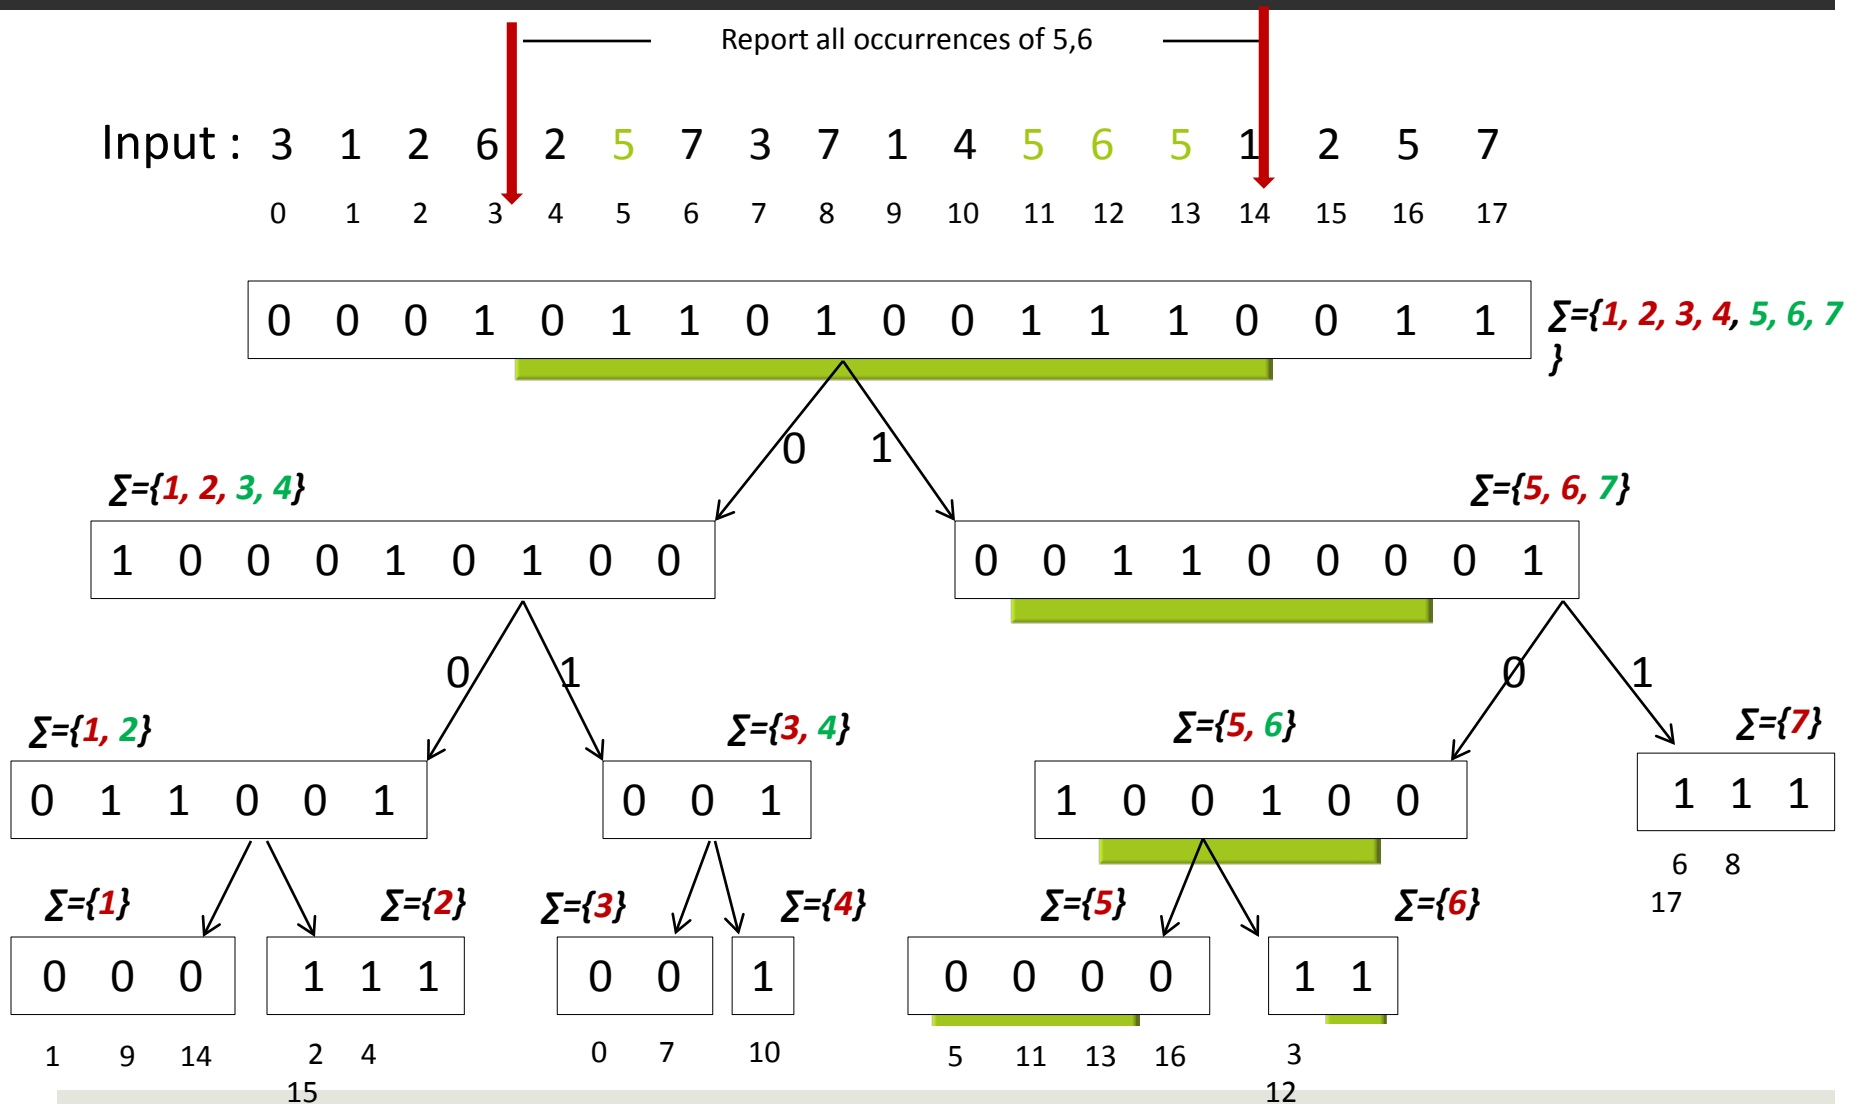 Report all occurrences of 5,6
Input : 3 1 2 6 2 5 7 3 7 1 4 5 6 5 1 2 5 7
0 1 2 3 4 5 6 7 8 9 10 11 12 13 14 15 16 17
0 0 0 1 0 1 1 0 1 0 0 1 1 1 0 0 1 1
∑={1, 2, 3, 4, 5, 6, 7
}
0 1
∑={1, 2, 3, 4}
∑={5, 6, 7}
1 0 0 0 1 0 1 0 0
0 0 1 1 0 0 0 0 1
0 1
0 1
∑={1, 2}
∑={3, 4}
∑={5, 6}
∑={7}
0 1 1 0 0 1
0 0 1
1 0 0 1 0 0
1 1 1
6 8
17
∑={1}
∑={2}
∑={3}
∑={4}
∑={5}
∑={6}
0 0 0
1 1 1
0 0
1
0 0 0 0
1 1
1 9 14
2 4
15
0 7
10
5 11 13 16
3
12